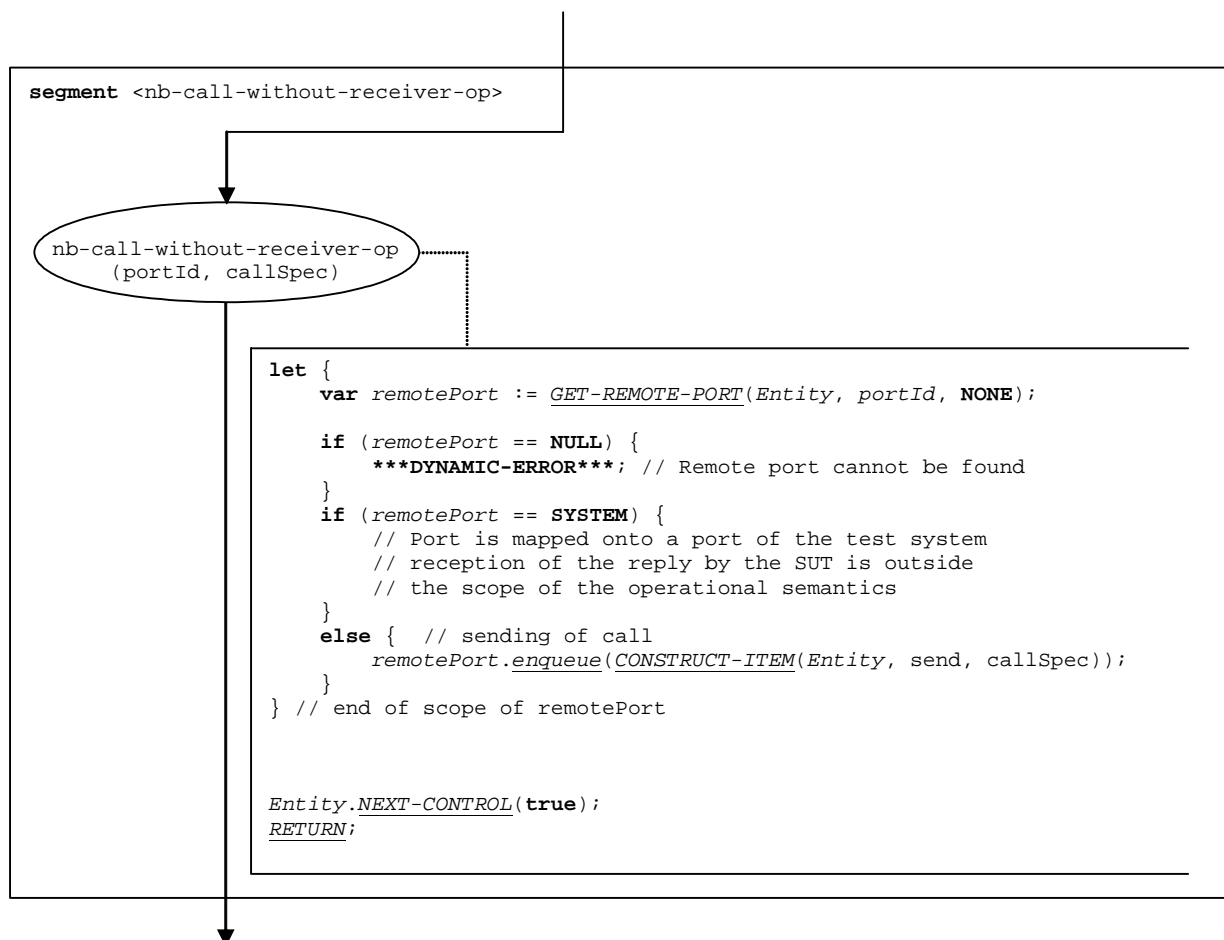 segment <nb-call-without-receiver-op>
nb-call-without-receiver-op
(portId, callSpec)
let {
var remotePort := GET-REMOTE-PORT(Entity, portId, NONE);
if (remotePort == NULL) {
***DYNAMIC-ERROR***; // Remote port cannot be found
}
if (remotePort == SYSTEM) {
// Port is mapped onto a port of the test system
// reception of the reply by the SUT is outside
// the scope of the operational semantics
}
else { // sending of call
remotePort.enqueue(CONSTRUCT-ITEM(Entity, send, callSpec));
}
} // end of scope of remotePort
Entity.NEXT-CONTROL(true);
RETURN;